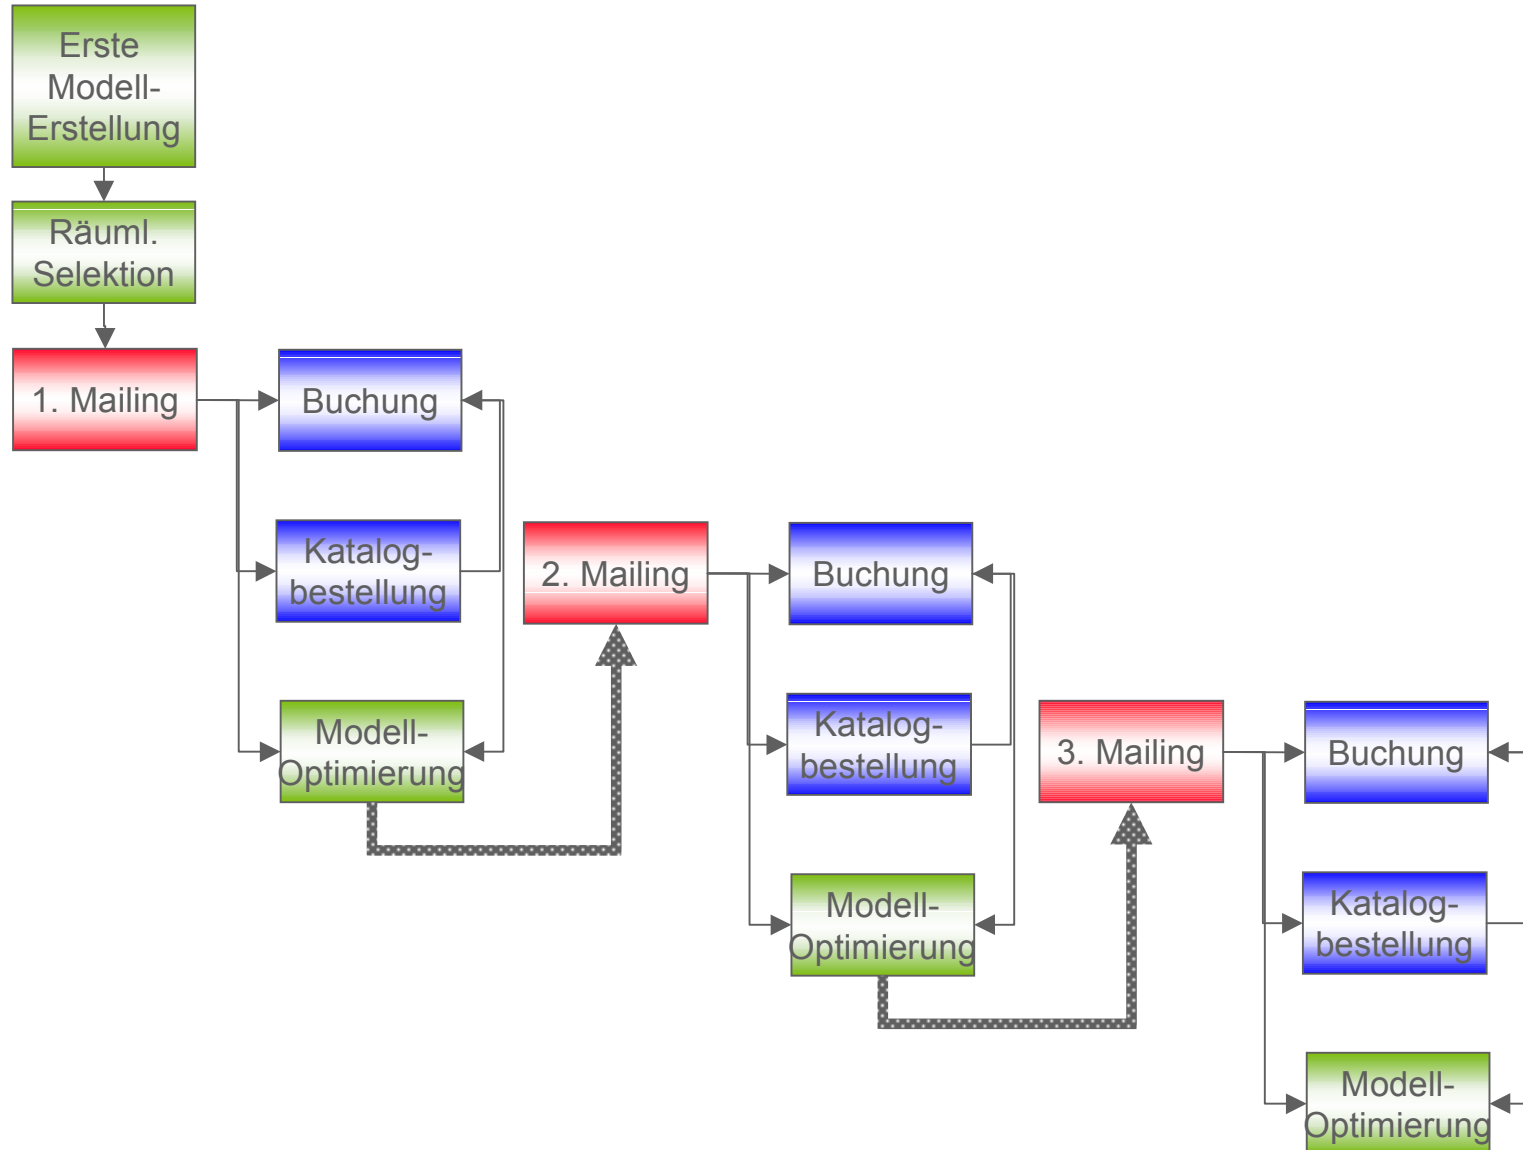 Erste
Modell-
Erstellung
Räuml.
Selektion
1. Mailing
Buchung
Katalog-
bestellung
Modell-
Optimierung
2. Mailing
Buchung
Katalog-
bestellung
Modell-
Optimierung
3. Mailing
Buchung
Katalog-
bestellung
Modell-
Optimierung